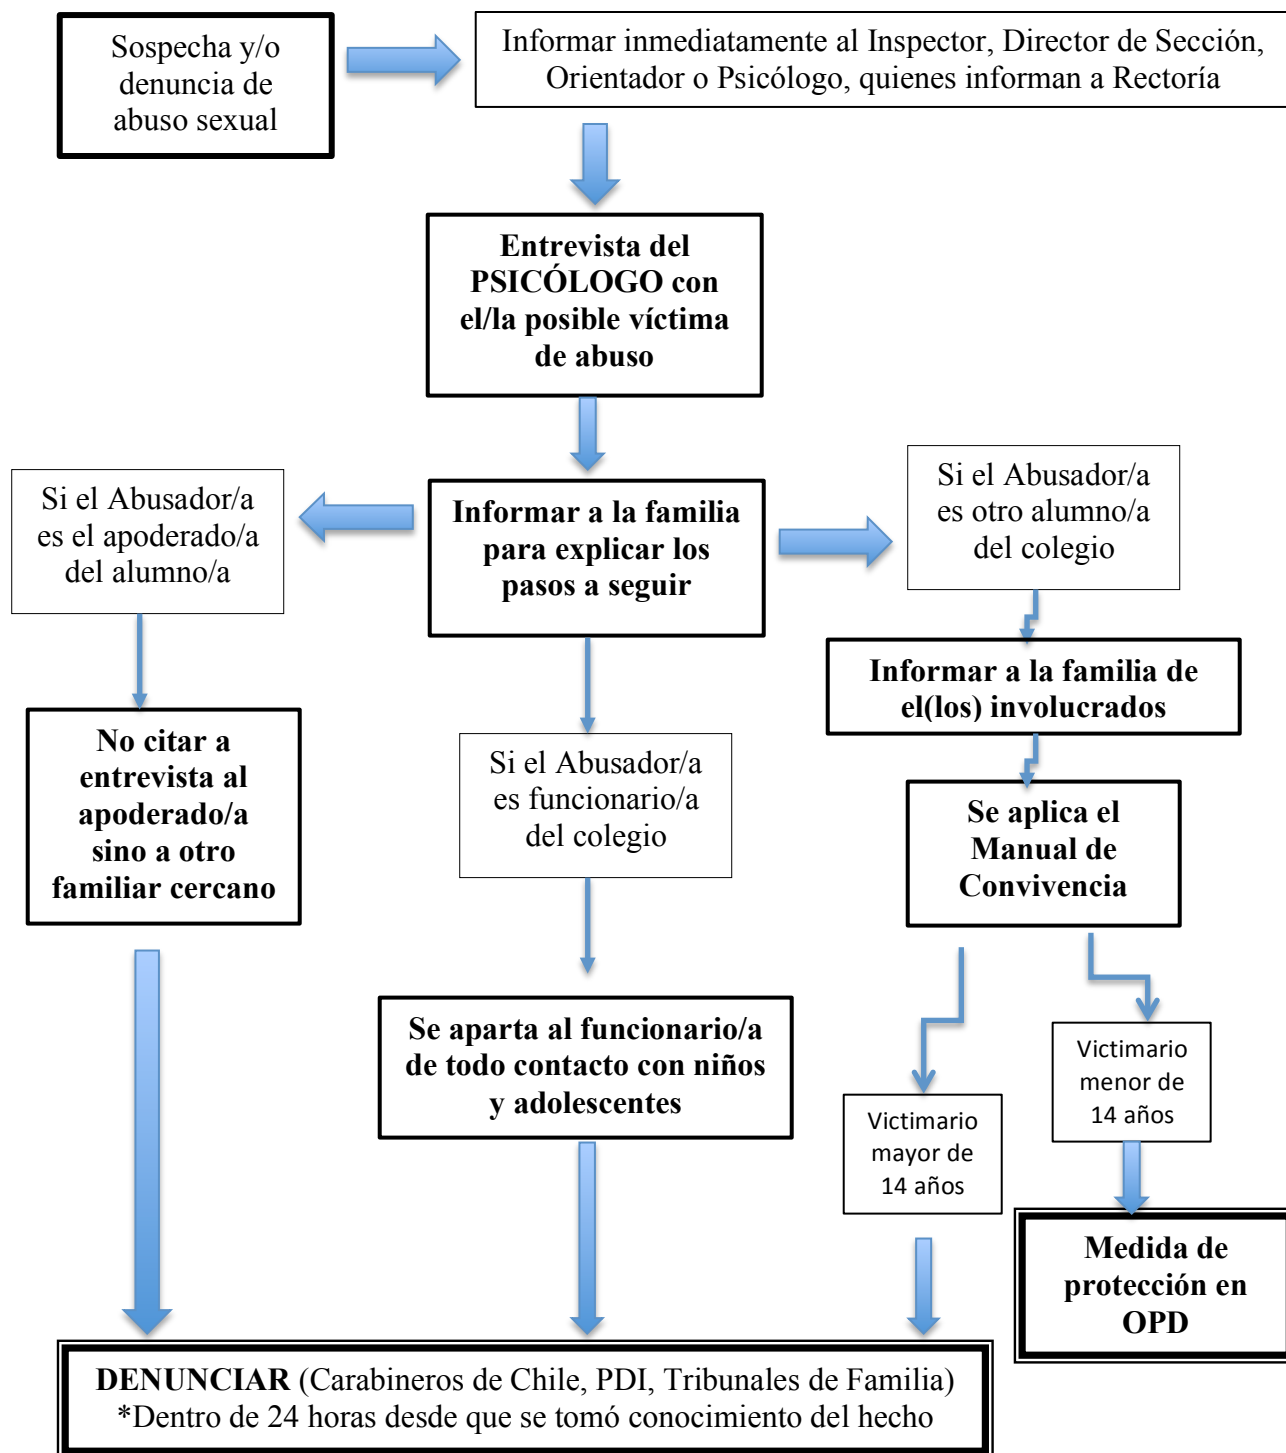 Sospecha y/o
denuncia de
abuso sexual
Informar inmediatamente al Inspector, Director de Sección,
Orientador o Psicólogo, quienes informan a Rectoría
Entrevista del
PSICÓLOGO con
el/la posible víctima
de abuso
Informar a la familia
para explicar los
pasos a seguir
Si el Abusador/a
es el apoderado/a
del alumno/a
No citar a
entrevista al
apoderado/a
sino a otro
familiar cercano
Si el Abusador/a
es funcionario/a
del colegio
Se aparta al funcionario/a
de todo contacto con niños
y adolescentes
Si el Abusador/a
es otro alumno/a
del colegio
Informar a la familia de
el(los) involucrados
Se aplica el
Manual de
Convivencia
Victimario
mayor de
14 años
Victimario
menor de
14 años
Medida de
protección en
OPD
DENUNCIAR (Carabineros de Chile, PDI, Tribunales de Familia)
*Dentro de 24 horas desde que se tomó conocimiento del hecho